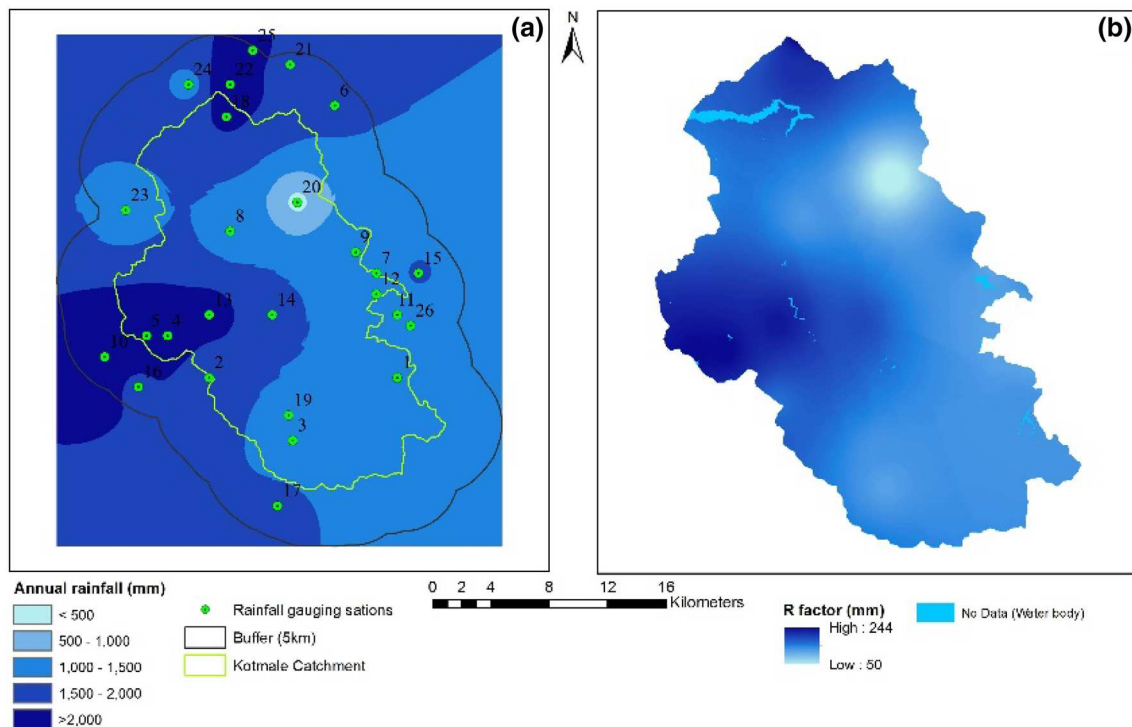 (a)
N
(b)
25
21
24
22
6
18
23
20
8
9
7
15
12
13
14
11
26
5
4
10
2
1
16
19
3
17
Annual rainfall (mm)
< 500
500 - 1,000
1,000 - 1,500
1,500 - 2,000
>2,000
Rainfall gauging sations
Buffer (5km)
Kotmale Catchment
0 2 4 8 12 16
Kilometers
R factor (mm)
High : 244
Low : 50
No Data (Water body)